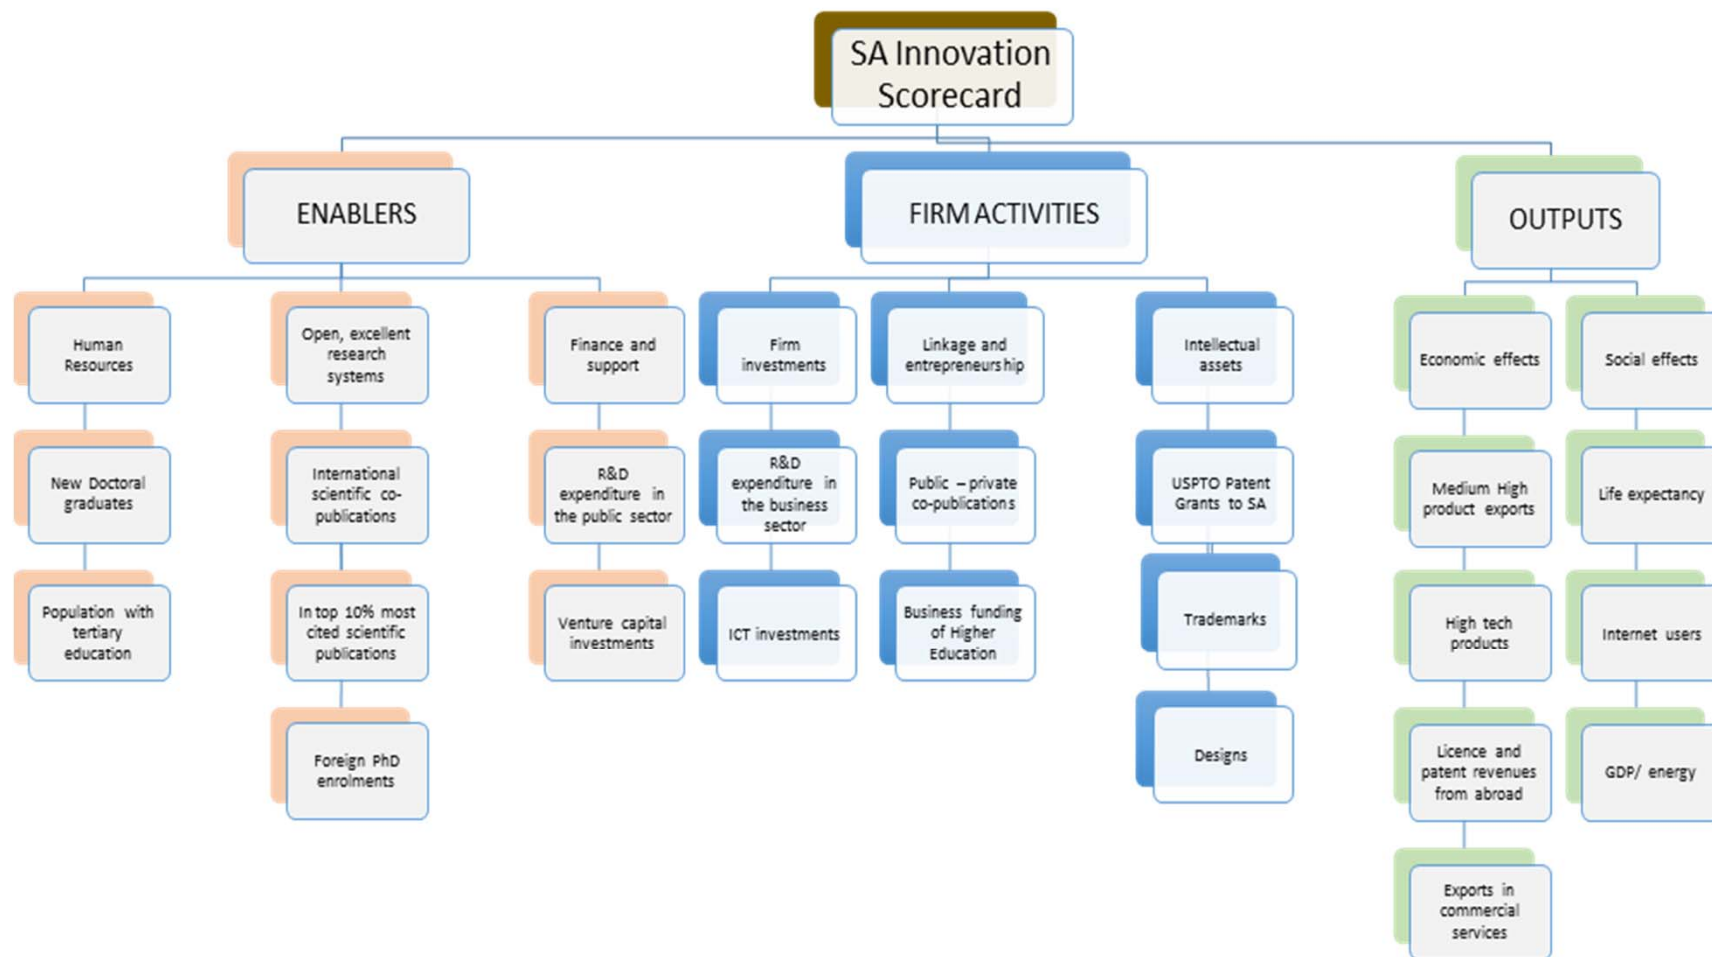 SA Innovation
Scorecard
ENABLERS
FIRM ACTIVITIES
OUTPUTS
Human
Resources
Open, excellent
research
systems
Finance and
support
Firm
investments
Linkage and
entrepreneurship
Intellectual
assets
Economic effects
Social effects
New Doctoral
graduates
International
scientific co-
publications
R&D
expenditure in
the public sector
R&D
expenditure in
the business
sector
Public – private
co-publications
USPTO Patent
Grants to SA
Medium High
product exports
Life expectancy
Population with
tertiary
education
In top 10% most
cited scientific
publications
Venture capital
investments
ICT investments
Business funding
of Higher
Education
Trademarks
High tech
products
Internet users
Foreign PhD
enrolments
Designs
Licence and
patent revenues
from abroad
GDP/ energy
Exports in
commercial
services